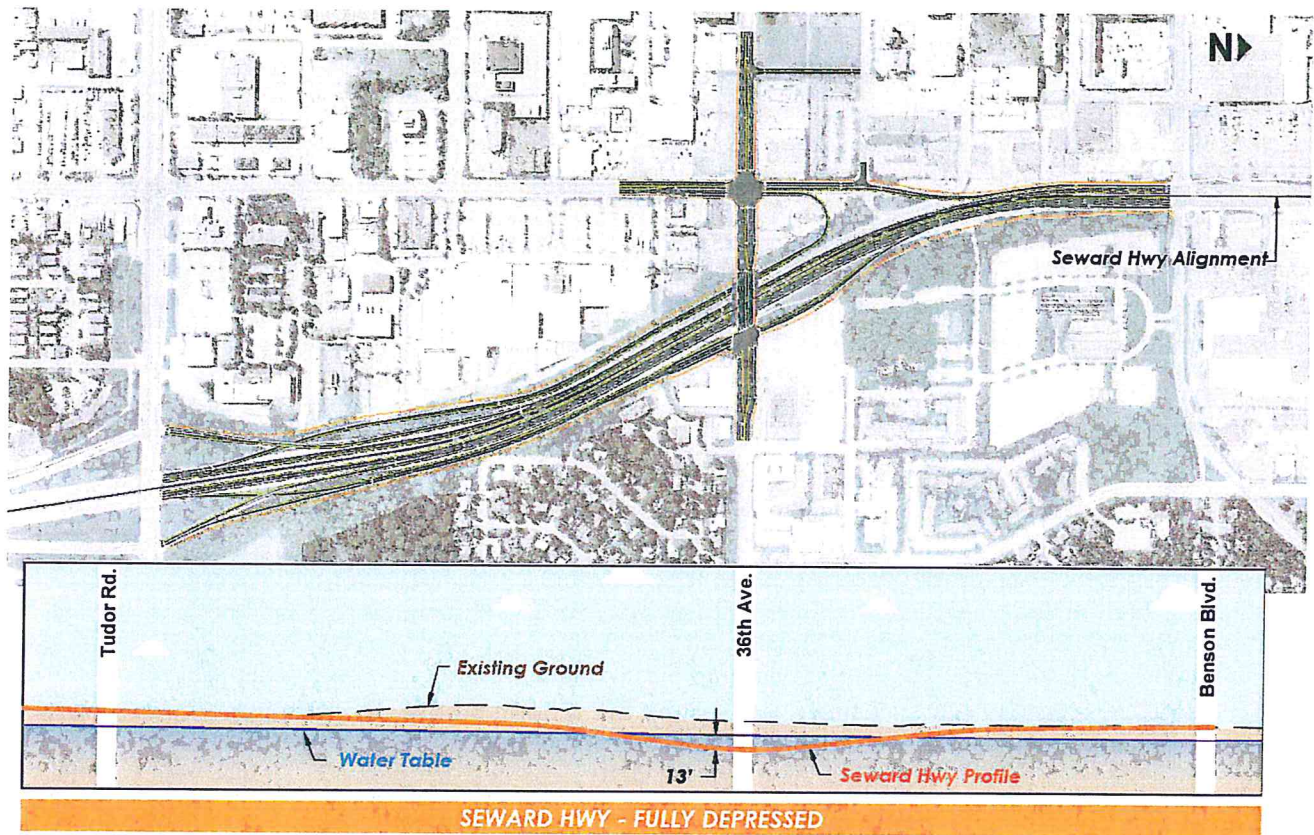 N
Seward Hwy Alignment
Tudor Rd.
36th Ave.
Benson Blvd.
Existing Ground
Water Table
13'
Seward Hwy Profile
SEWARD HWY - FULLY DEPRESSED